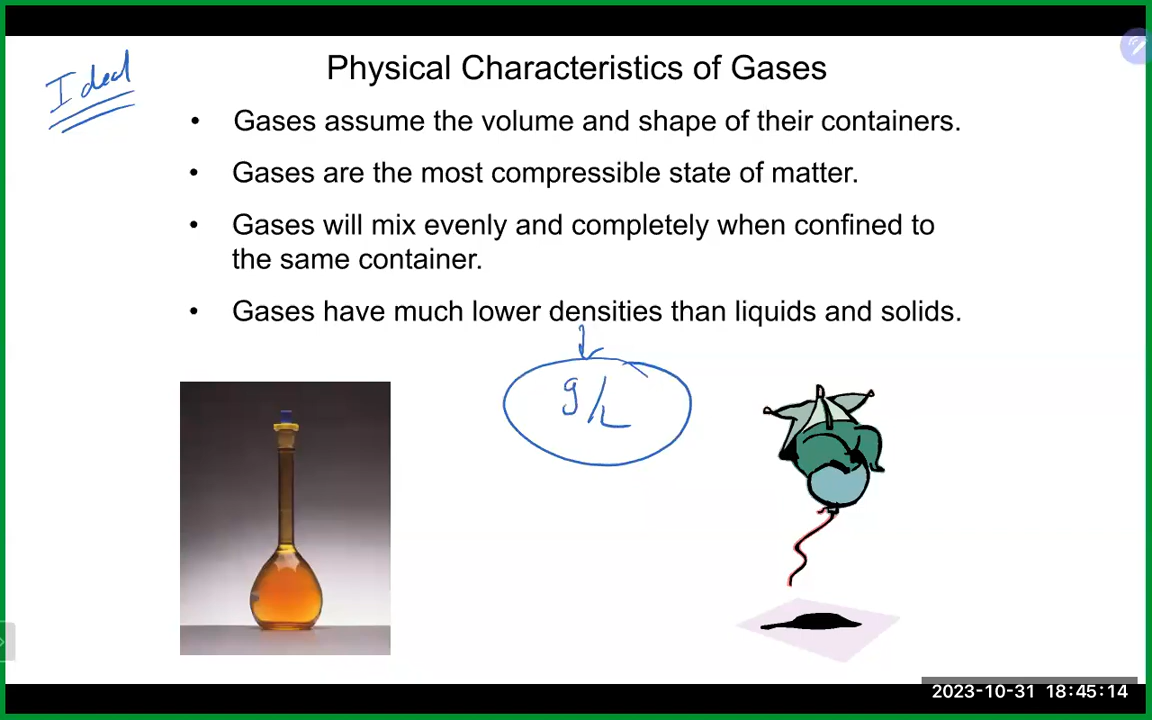 Ideal
Physical Characteristics of Gases
• Gases assume the volume and shape of their containers.
• Gases are the most compressible state of matter.
• Gases will mix evenly and completely when confined to
the same container.
• Gases have much lower densities than liquids and solids.
g/L
2023-10-31 18:45:14